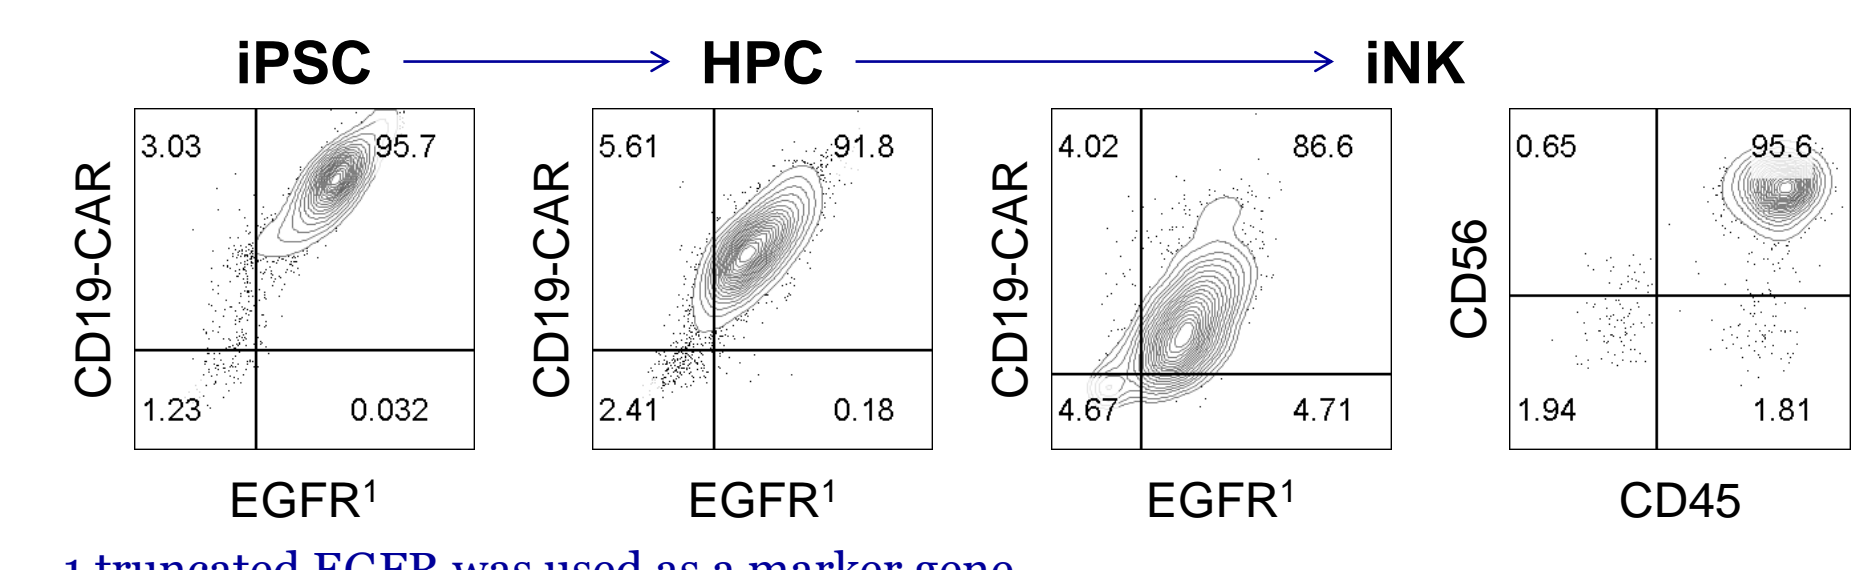 iPSC HPC iNK
3.03 95.7
1.23 0.032
CD19-CAR
EGFR¹
5.61 91.8
2.41 0.18
CD19-CAR
EGFR¹
4.02 86.6
4.67 4.71
CD19-CAR
EGFR¹
0.65 95.6
1.94 1.81
CD56
CD45
1 truncated EGFR was used as a marker gene